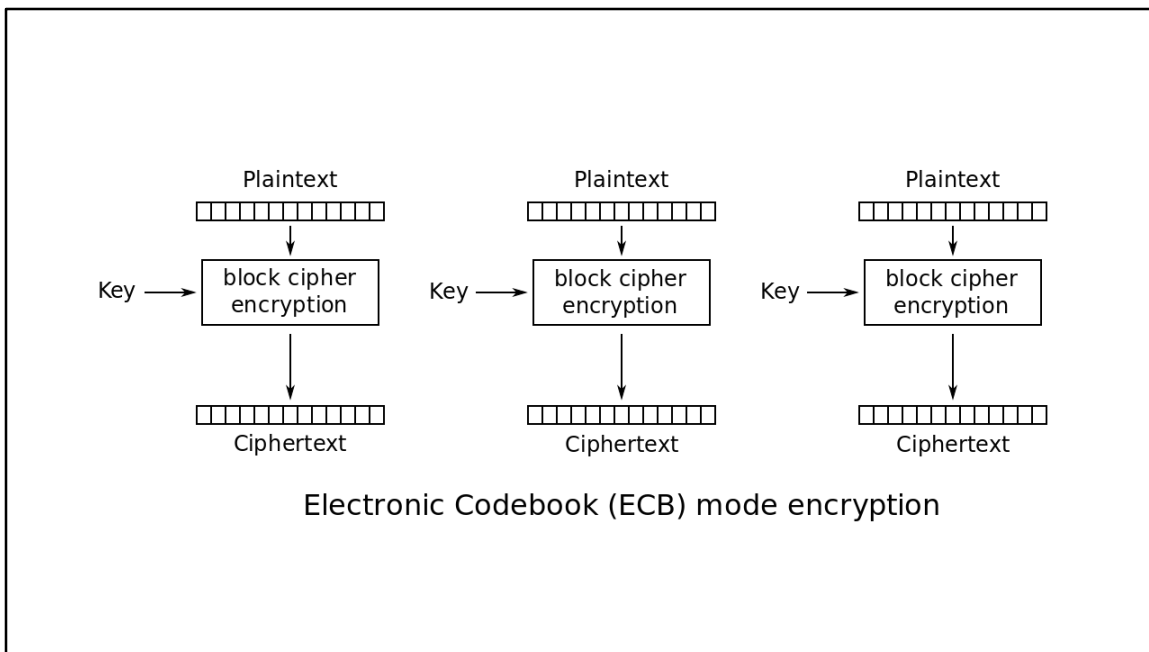 Plaintext Plaintext Plaintext
Key block cipher encryption Key block cipher encryption Key block cipher encryption
Ciphertext Ciphertext Ciphertext
Electronic Codebook (ECB) mode encryption